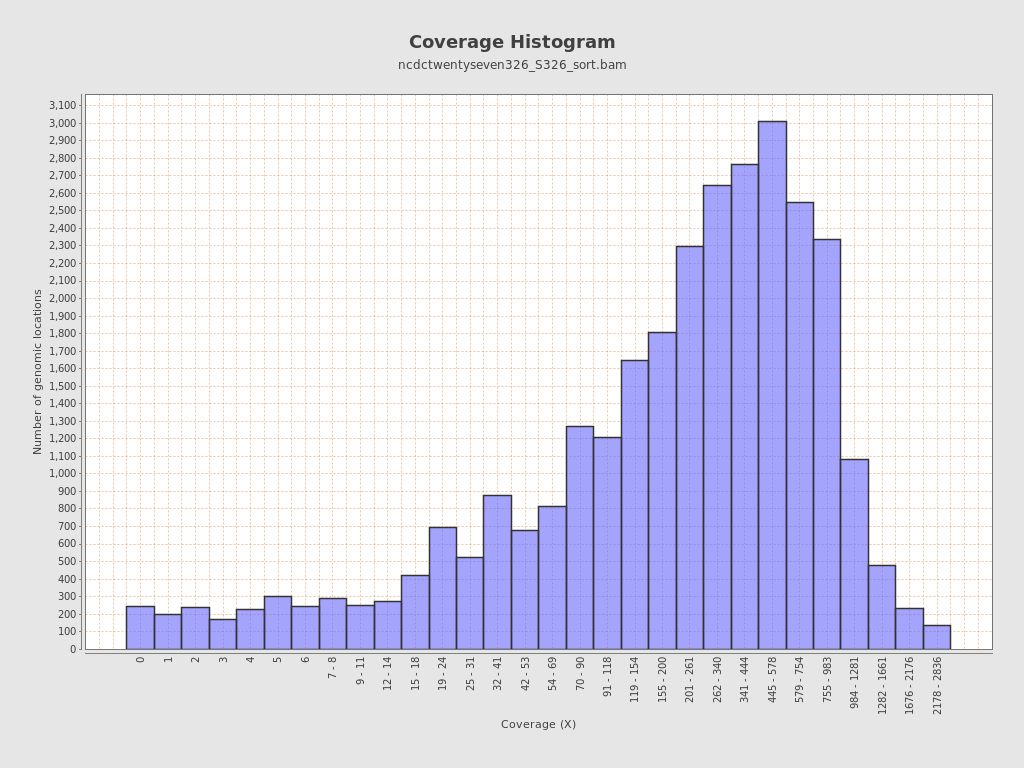 Coverage Histogram
ncdctwentyseven326_S326_sort.bam
Number of genomic locations
3,100
3,000
2,900
2,800
2,700
2,600
2,500
2,400
2,300
2,200
2,100
2,000
1,900
1,800
1,700
1,600
1,500
1,400
1,300
1,200
1,100
1,000
900
800
700
600
500
400
300
200
100
0
0
1
2
3
4
5
6
7 - 8
9 - 11
12 - 14
15 - 18
19 - 24
25 - 31
32 - 41
42 - 53
54 - 69
70 - 90
91 - 118
119 - 154
155 - 200
201 - 261
262 - 340
341 - 444
445 - 578
579 - 754
755 - 983
984 - 1281
1282 - 1661
1676 - 2176
2178 - 2836
Coverage (X)